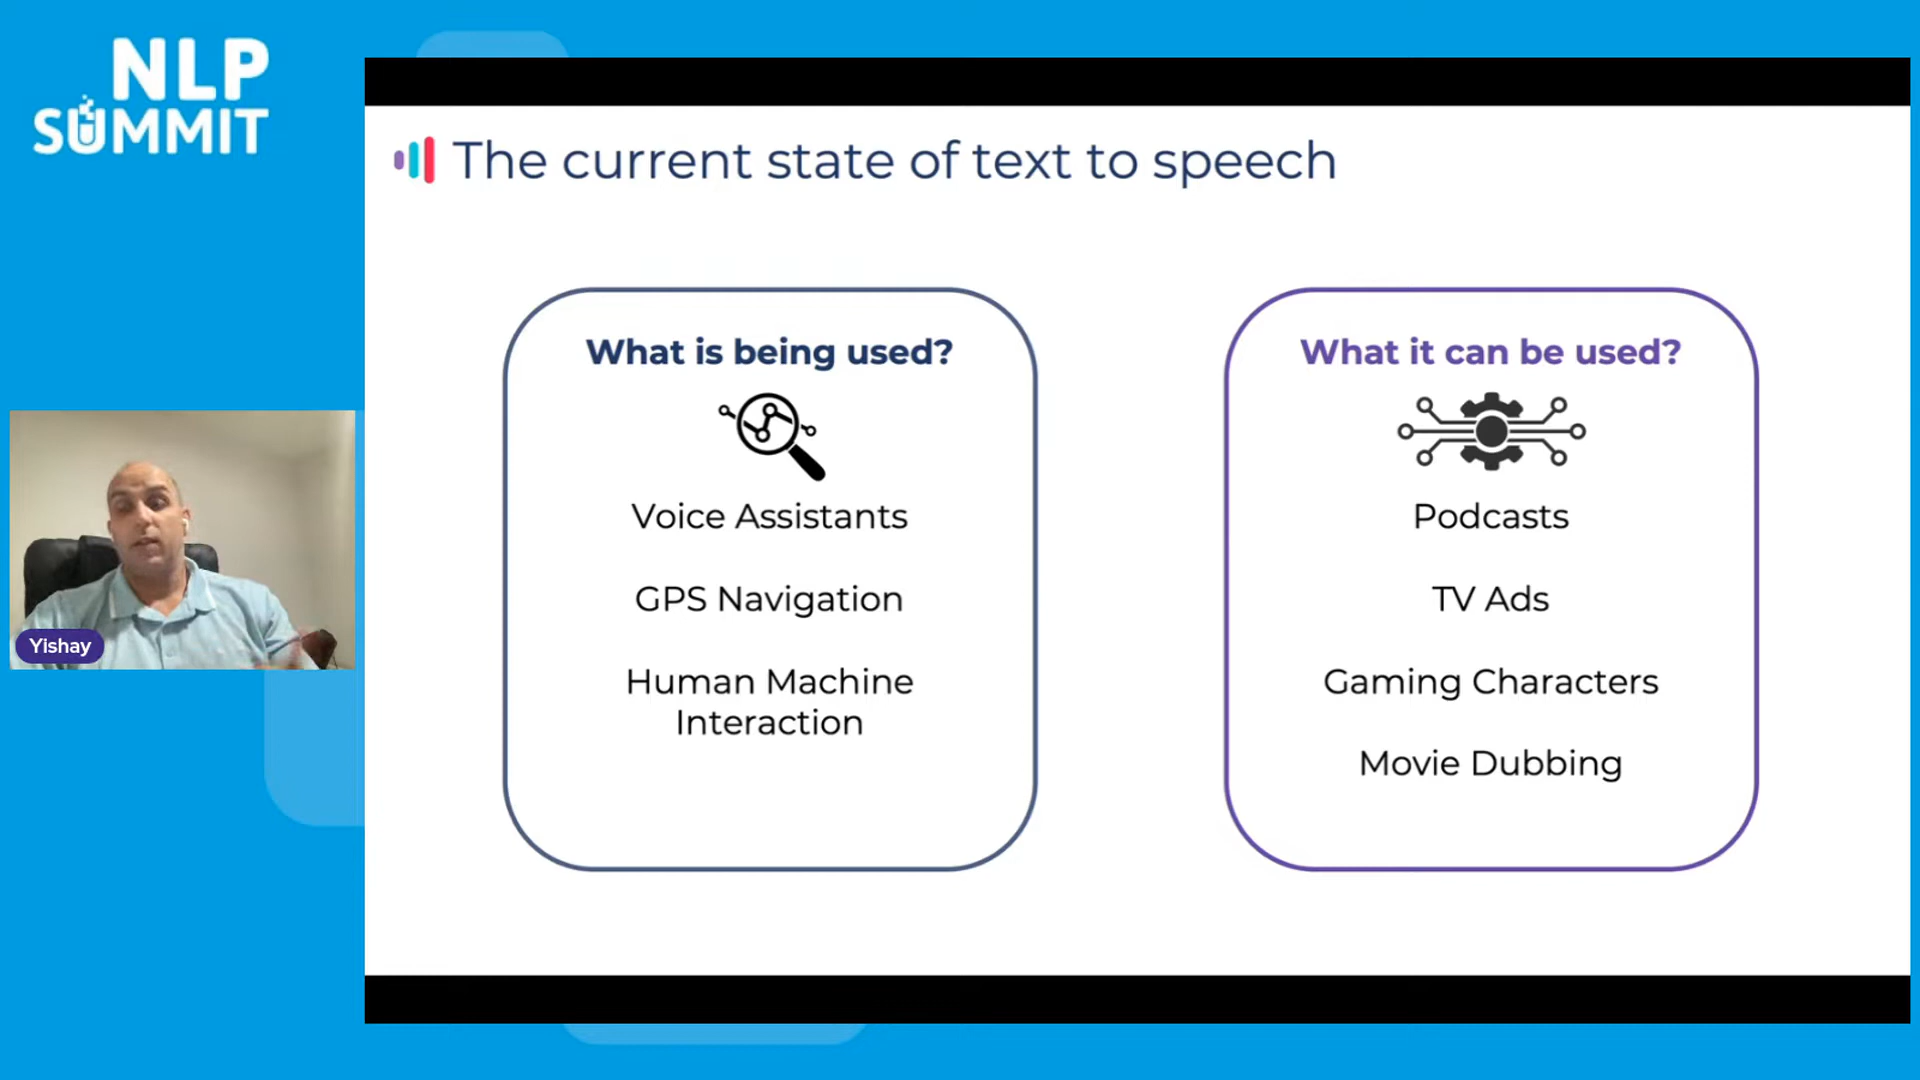 NLP
SUMMIT
The current state of text to speech
What is being used?
Voice Assistants
GPS Navigation
Human Machine
Interaction
What it can be used?
Podcasts
TV Ads
Gaming Characters
Movie Dubbing
Yishay